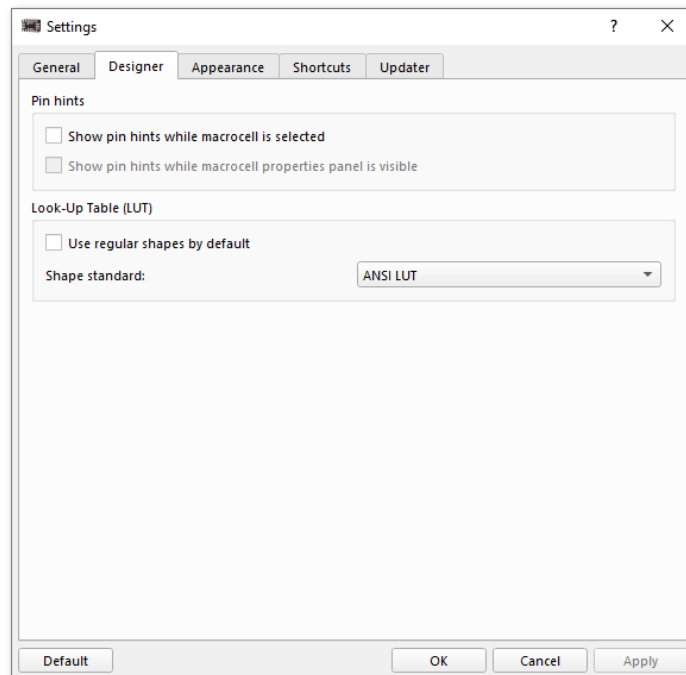 Settings
? ×
General Designer Appearance Shortcuts Updater
Pin hints
Show pin hints while macrocell is selected
Show pin hints while macrocell properties panel is visible
Look-Up Table (LUT)
Use regular shapes by default
Shape standard: ANSI LUT
Default OK Cancel Apply